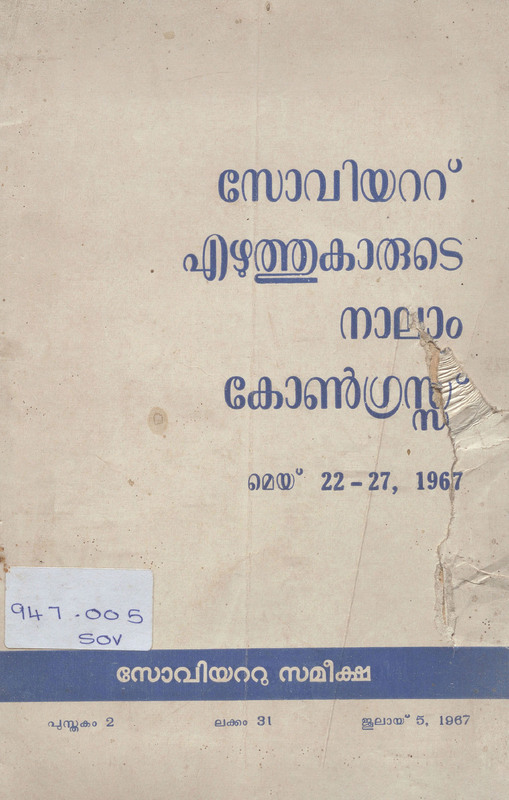 സോവിയററ്
എഴുത്തുകാരുടെ
നാലാം
കോൺഗ്രസ്സ്
മെയ് 22-27, 1967
947.005
SOV
സോവിയററു സമീക്ഷ
പുസ്തകം 2 ലക്കം 31 ജൂലായ് 5, 1967